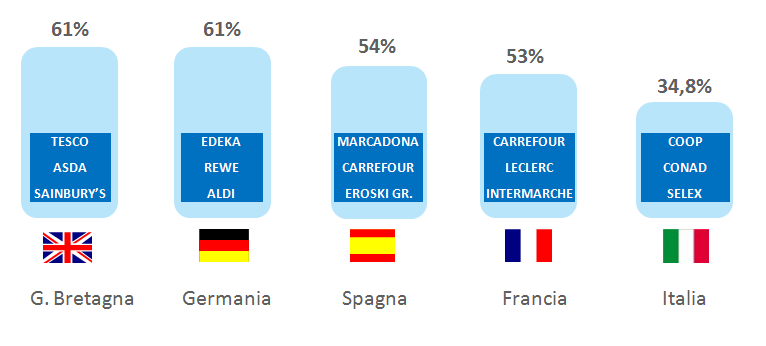 61%
61%
54%
53%
34,8%
TESCO
ASDA
SAINBURY'S
EDEKA
REWE
ALDI
MARCADONA
CARREFOUR
EROSKI GR.
CARREFOUR
LECLERC
INTERMARCHE
COOP
CONAD
SELEX
G. Bretagna
Germania
Spagna
Francia
Italia